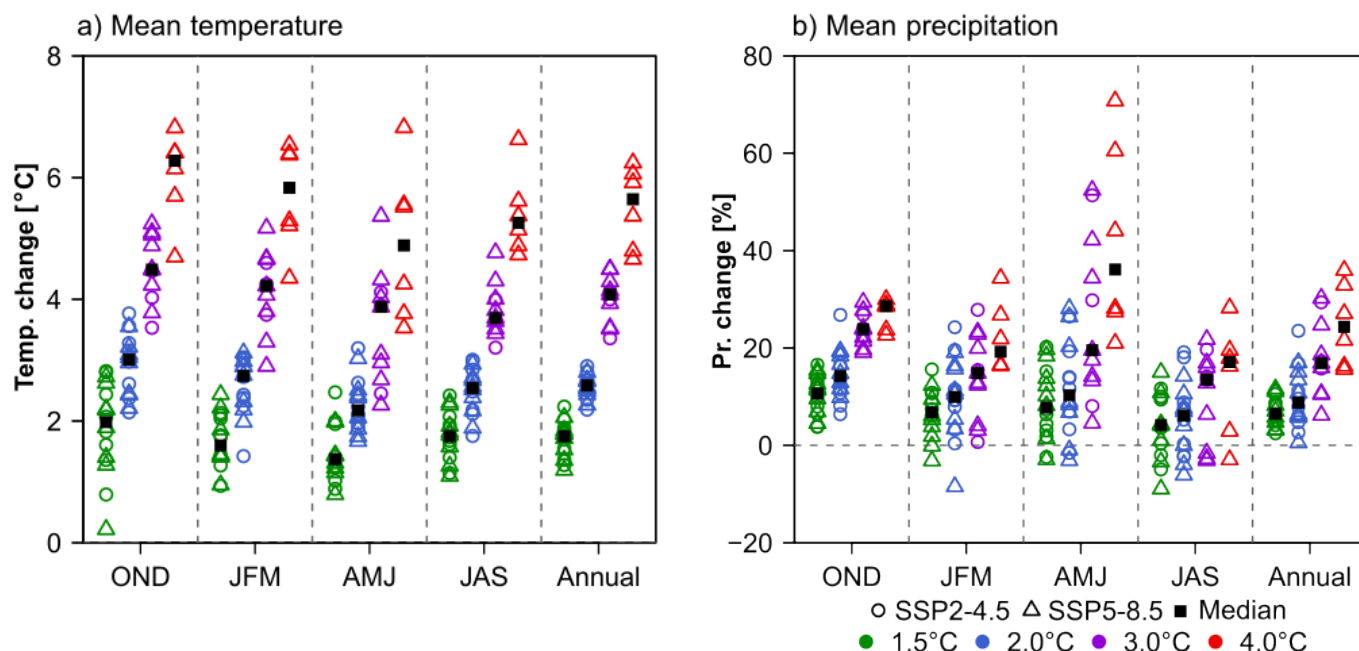 a) Mean temperature
Temp. change [°C]
8
6
4
2
0
OND JFM AMJ JAS Annual
b) Mean precipitation
Pr. change [%]
80
60
40
20
0
−20
OND JFM AMJ JAS Annual
SSP2-4.5 SSP5-8.5 Median
1.5°C 2.0°C 3.0°C 4.0°C